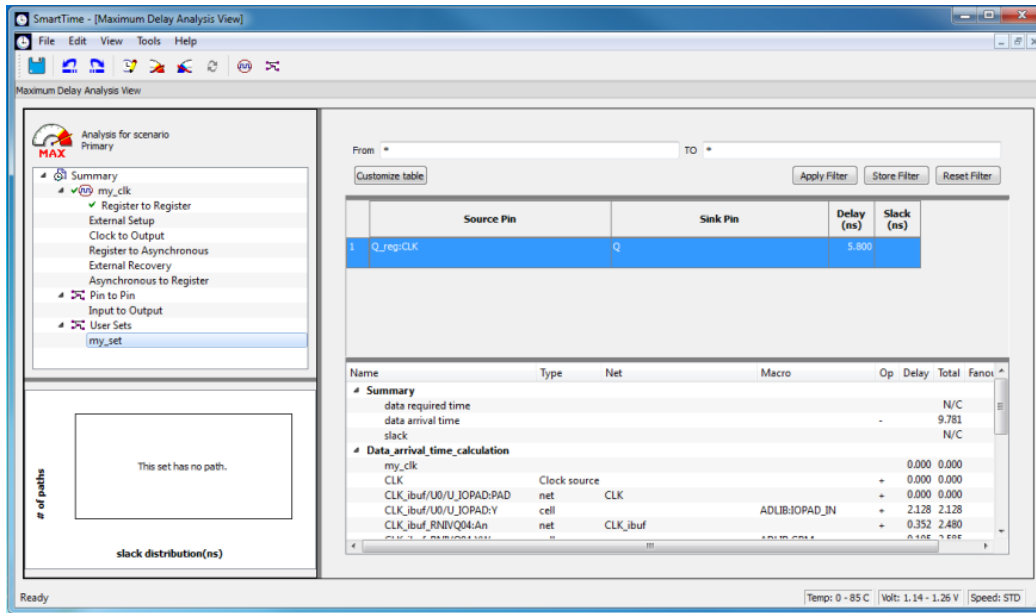 SmartTime - [Maximum Delay Analysis View]
File Edit View Tools Help
Maximum Delay Analysis View
MAX
Analysis for scenario
Primary
Summary
my_clk
Register to Register
External Setup
Clock to Output
Register to Asynchronous
External Recovery
Asynchronous to Register
Pin to Pin
Input to Output
User Sets
my_set
# of paths
This set has no path.
slack distribution(ns)
From * TO *
Customize table Apply Filter Store Filter Reset Filter
Source Pin Sink Pin Delay (ns) Slack (ns)
1 Q_reg:CLK Q 5.800
Name Type Net Macro Op Delay Total Fanou
Summary
data required time N/C
data arrival time - 9.781
slack N/C
Data_arrival_time_calculation
my_clk 0.000 0.000
CLK Clock source + 0.000 0.000
CLK_ibuf/U0/U_IOPAD:PAD net CLK + 0.000 0.000
CLK_ibuf/U0/U_IOPAD:Y cell ADLIB:IOPAD_IN + 2.128 2.128
CLK_ibuf_RNIVQ04:An net CLK_ibuf + 0.352 2.480
Ready Temp: 0 - 85 C Volt: 1.14 - 1.26 V Speed: STD